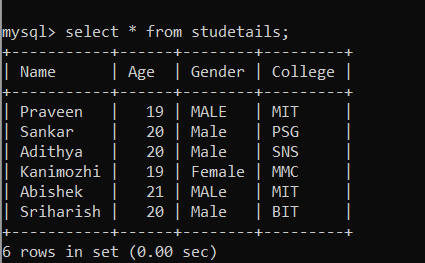 mysql> select * from studetails;
+-----------+------+--------+---------+
| Name      | Age  | Gender | College |
+-----------+------+--------+---------+
| Praveen   |   19 | MALE   | MIT     |
| Sankar    |   20 | Male   | PSG     |
| Adithya   |   20 | Male   | SNS     |
| Kanimozhi |   19 | Female | MMC     |
| Abishek   |   21 | MALe   | MIT     |
| Sriharish |   20 | Male   | BIT     |
+-----------+------+--------+---------+
6 rows in set (0.00 sec)